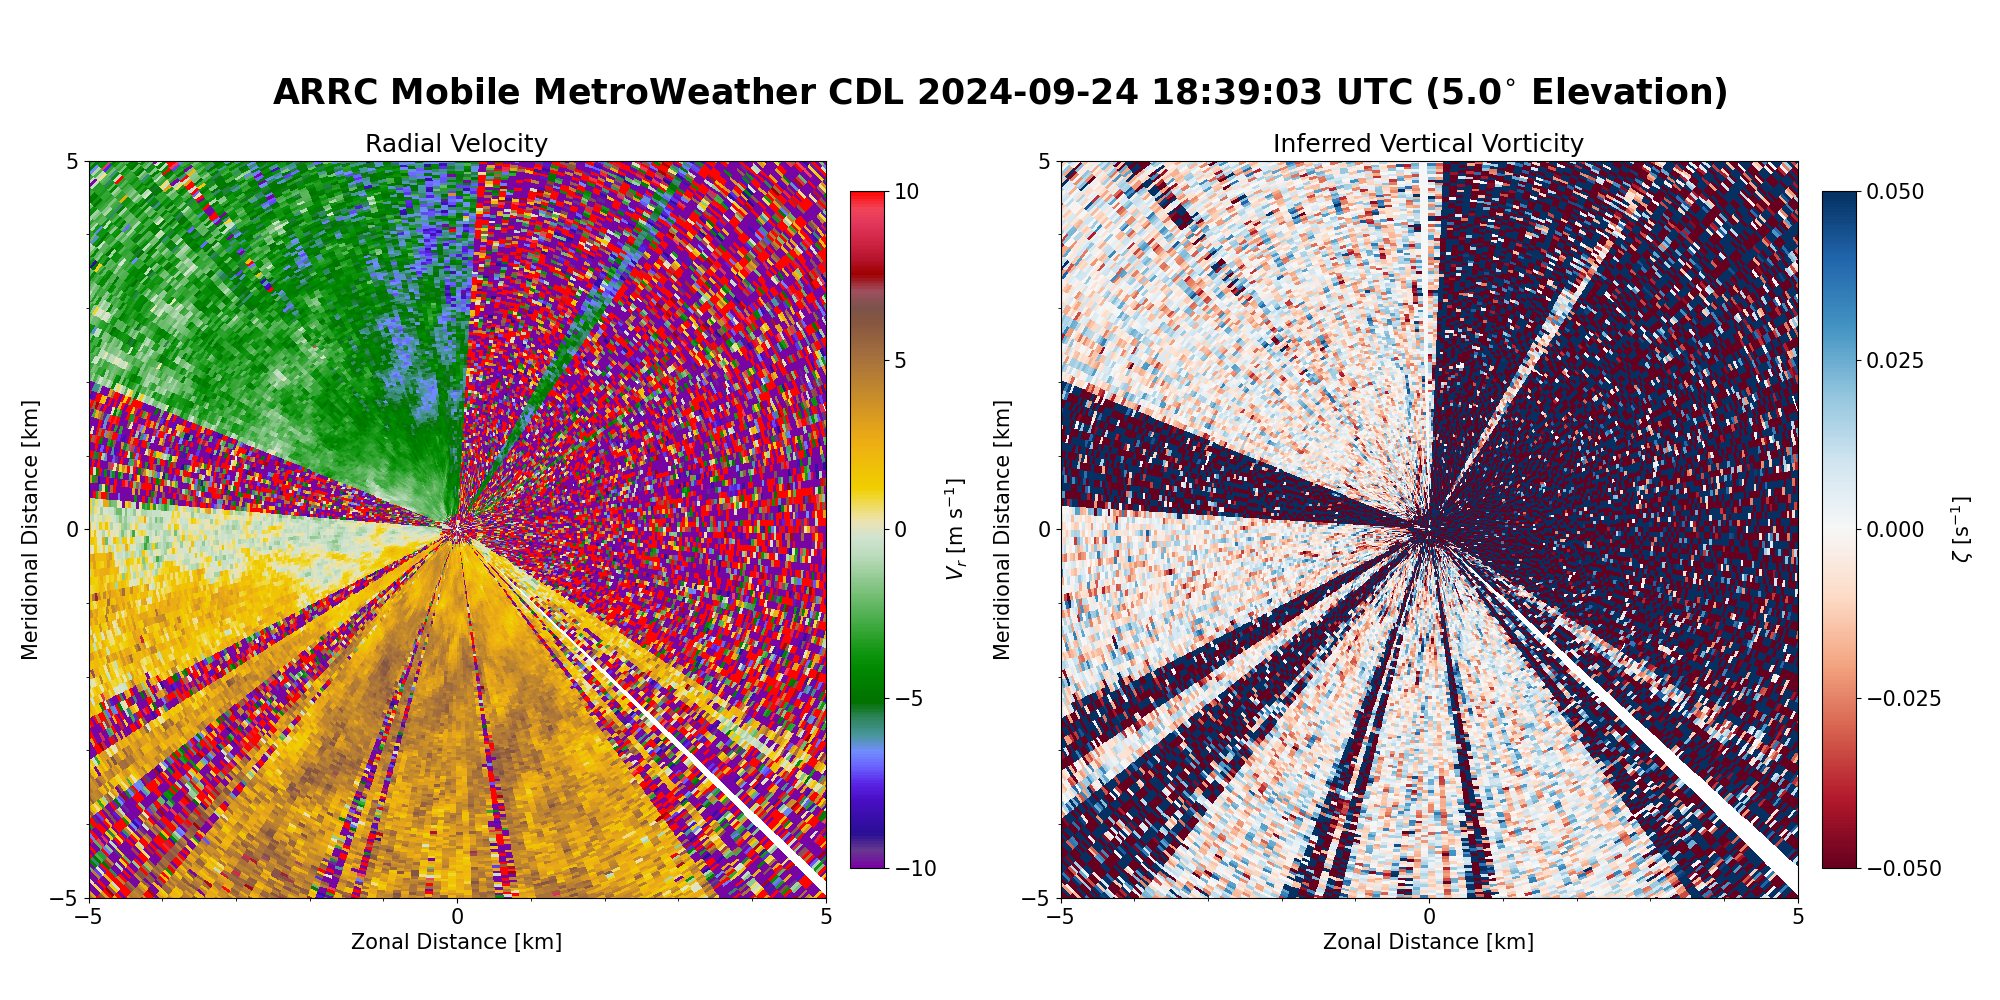 ARRC Mobile MetroWeather CDL 2024-09-24 18:39:03 UTC (5.0° Elevation)
Radial Velocity
5
0
−5
−5
0
5
Meridional Distance [km]
Zonal Distance [km]
10
5
0
−5
−10
Vr [m s⁻¹]
Inferred Vertical Vorticity
5
0
−5
−5
0
5
Meridional Distance [km]
Zonal Distance [km]
0.050
0.025
0.000
−0.025
−0.050
ζ [s⁻¹]